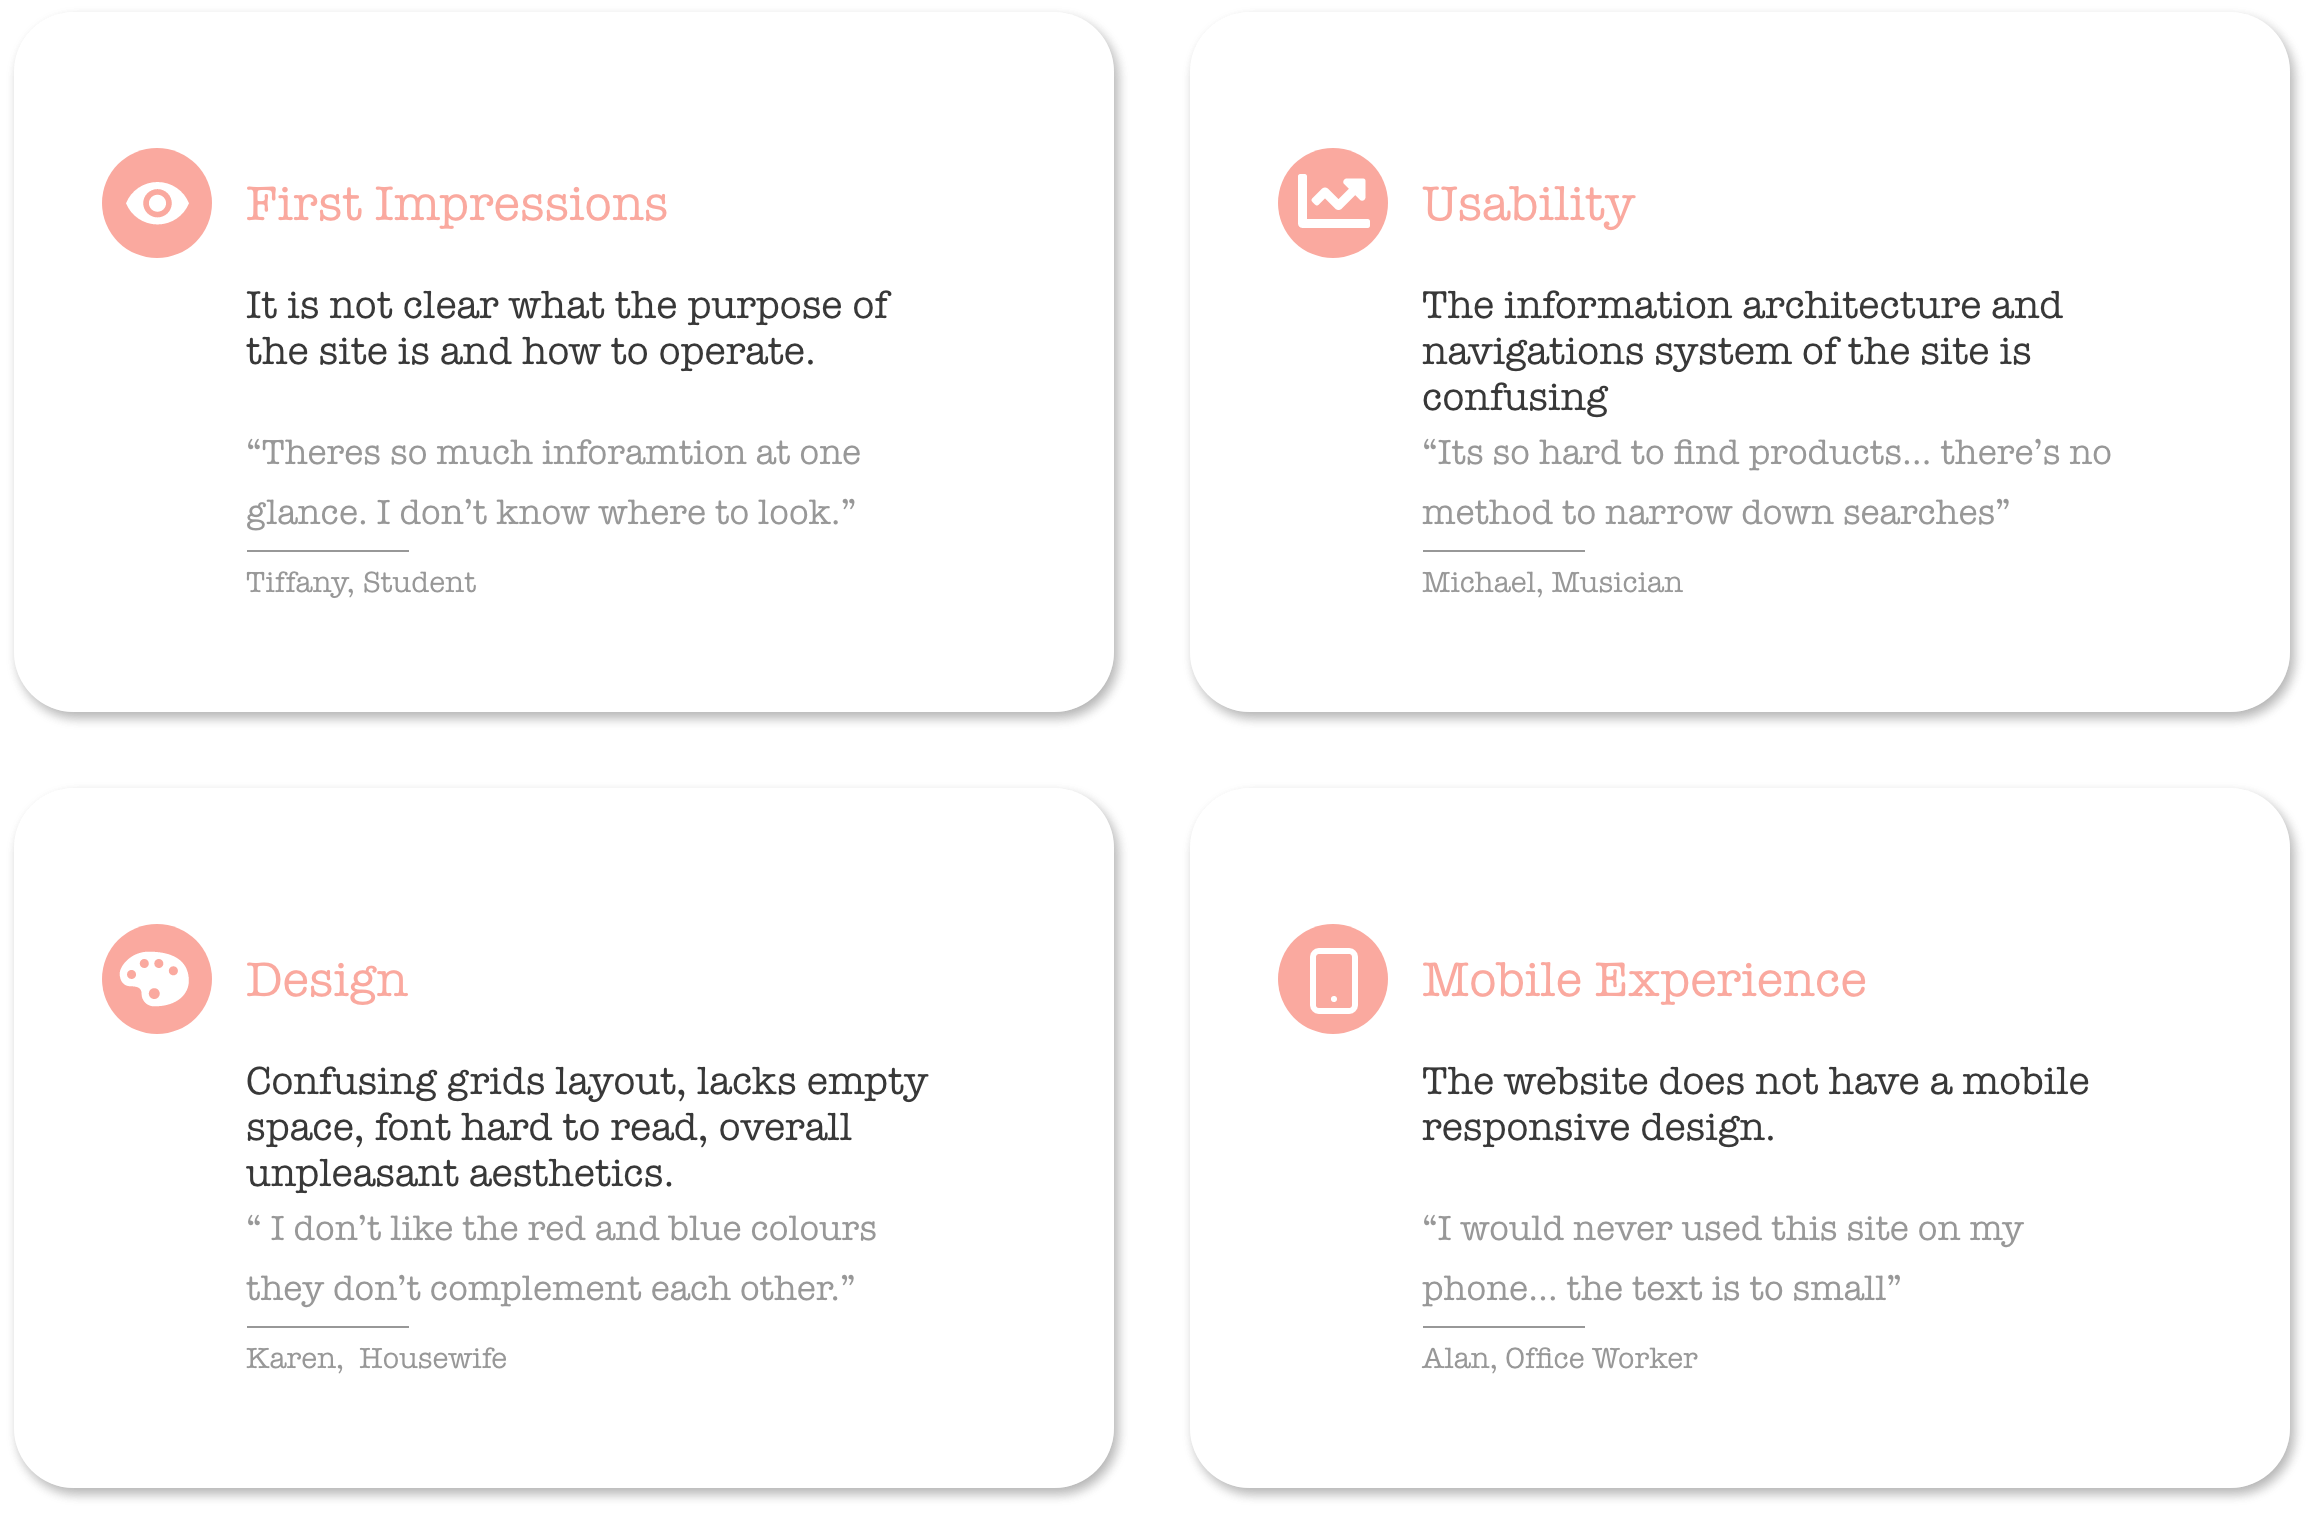 First Impressions
It is not clear what the purpose of
the site is and how to operate.
“Theres so much inforamtion at one
glance. I don’t know where to look.”
Tiffany, Student
Usability
The information architecture and
navigations system of the site is
confusing
“Its so hard to find products... there’s no
method to narrow down searches”
Michael, Musician
Design
Confusing grids layout, lacks empty
space, font hard to read, overall
unpleasant aesthetics.
“ I don’t like the red and blue colours
they don’t complement each other.”
Karen,  Housewife
Mobile Experience
The website does not have a mobile
responsive design.
“I would never used this site on my
phone... the text is to small”
Alan, Office Worker